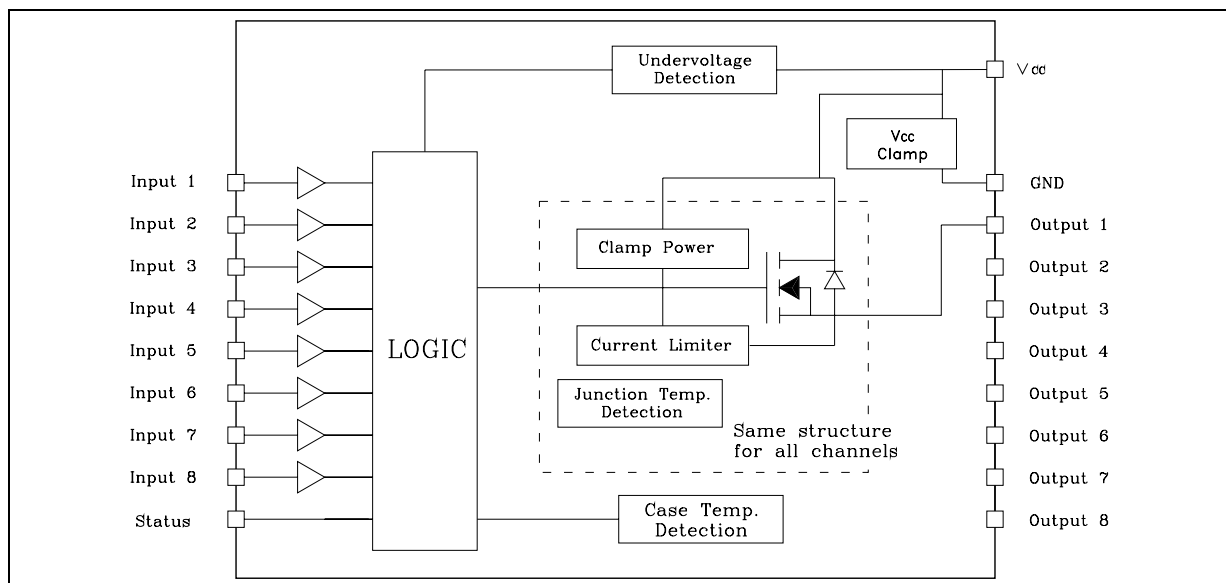 Undervoltage
Detection
Vcc
Vcc
Clamp
Input 1
GND
Input 2
Output 1
Clamp Power
Input 3
Output 2
Input 4
Output 3
LOGIC
Current Limiter
Input 5
Output 4
Input 6
Junction Temp.
Detection
Output 5
Input 7
Same structure
for all channels
Output 6
Input 8
Output 7
Status
Case Temp.
Detection
Output 8